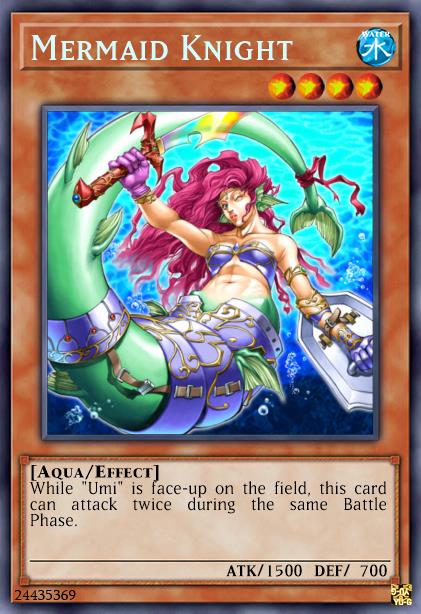 MERMAID KNIGHT
WATER
水
[AQUA/EFFECT]
While "Umi" is face-up on the field, this card
can attack twice during the same Battle
Phase.
ATK/1500 DEF/ 700
24435369